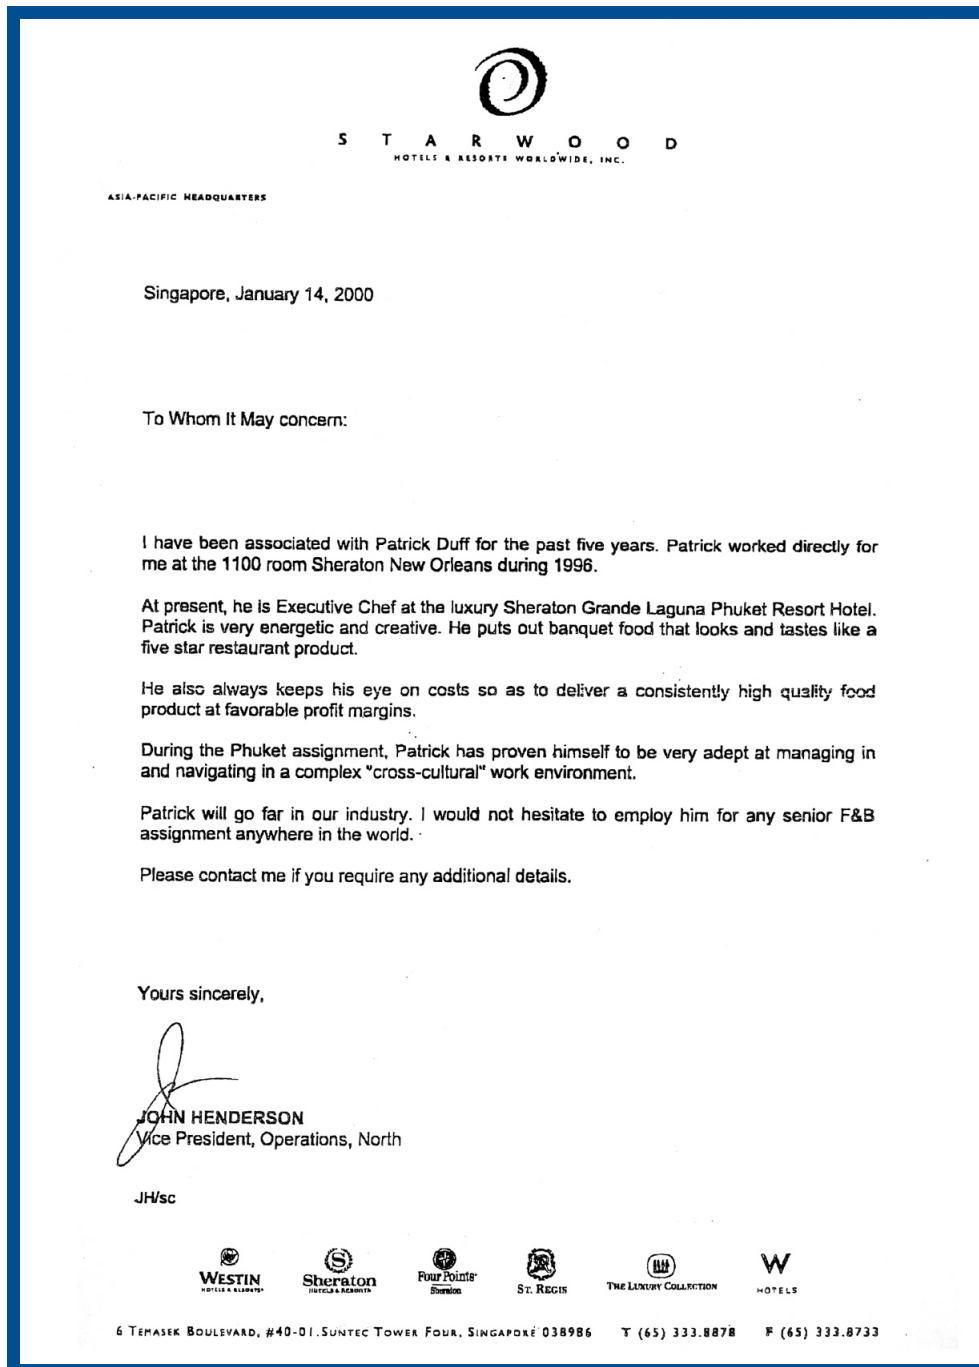 S T A R W O O D
HOTELS & RESORTS WORLDWIDE, INC.
ASIA-PACIFIC HEADQUARTERS
Singapore, January 14, 2000
To Whom It May concern:
I have been associated with Patrick Duff for the past five years. Patrick worked directly for
me at the 1100 room Sheraton New Orleans during 1996.
At present, he is Executive Chef at the luxury Sheraton Grande Laguna Phuket Resort Hotel.
Patrick is very energetic and creative. He puts out banquet food that looks and tastes like a
five star restaurant product.
He also always keeps his eye on costs so as to deliver a consistently high quality food
product at favorable profit margins.
During the Phuket assignment, Patrick has proven himself to be very adept at managing in
and navigating in a complex "cross-cultural" work environment.
Patrick will go far in our industry. I would not hesitate to employ him for any senior F&B
assignment anywhere in the world.
Please contact me if you require any additional details.
Yours sincerely,
JOHN HENDERSON
Vice President, Operations, North
JH/sc
WESTIN
HOTELS & RESORTS
S
Sheraton
HOTELS & RESORTS
Four Points
Sheraton
ST. REGIS
THE LUXURY COLLECTION
W
HOTELS
6 TEMASEK BOULEVARD, #40-01 SUNTEC TOWER FOUR, SINGAPORE 038986 T (65) 333.8878 F (65) 333.8733